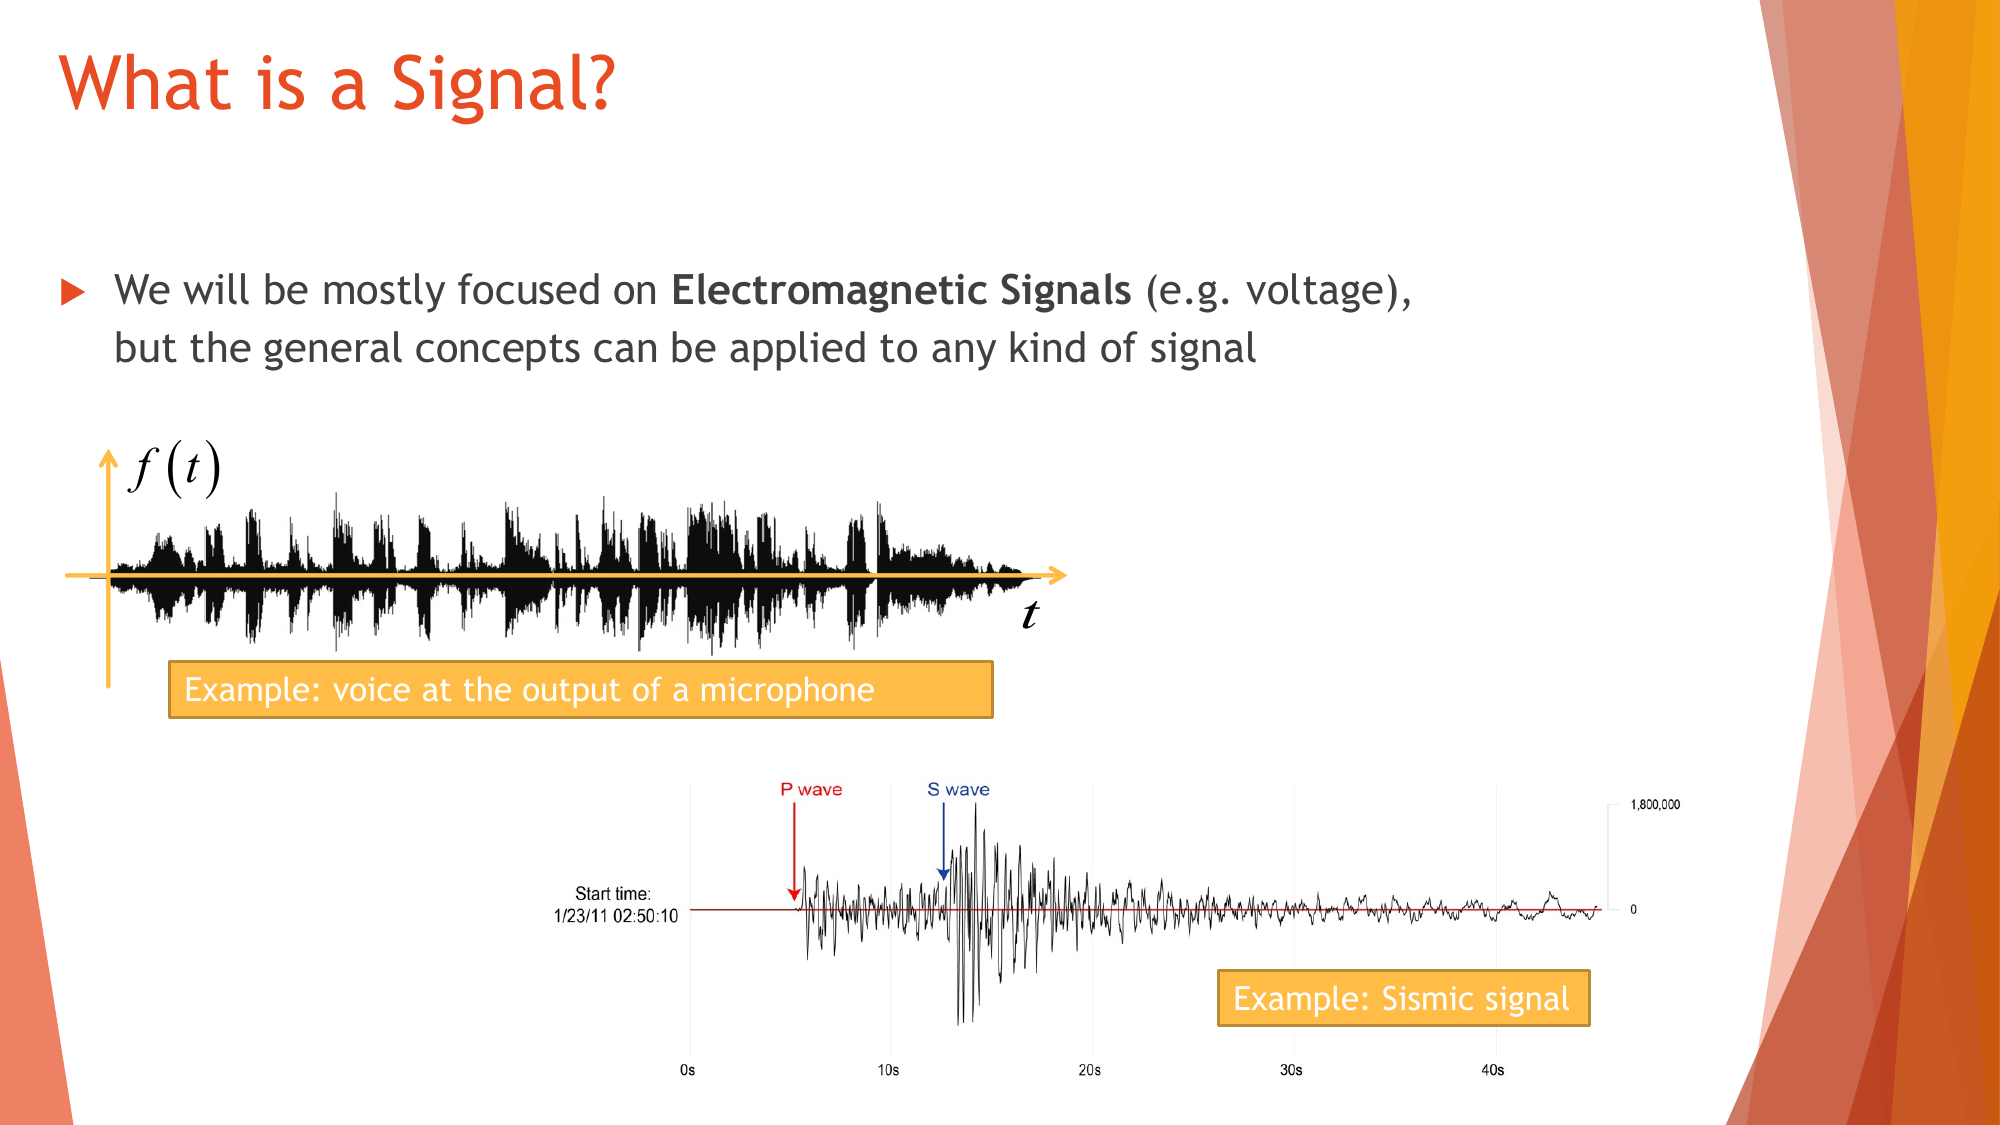 What is a Signal?
We will be mostly focused on Electromagnetic Signals (e.g. voltage),
but the general concepts can be applied to any kind of signal
f(t)
t
Example: voice at the output of a microphone
P wave
S wave
1,800,000
Start time:
1/23/11 02:50:10
0
Example: Sismic signal
0s
10s
20s
30s
40s